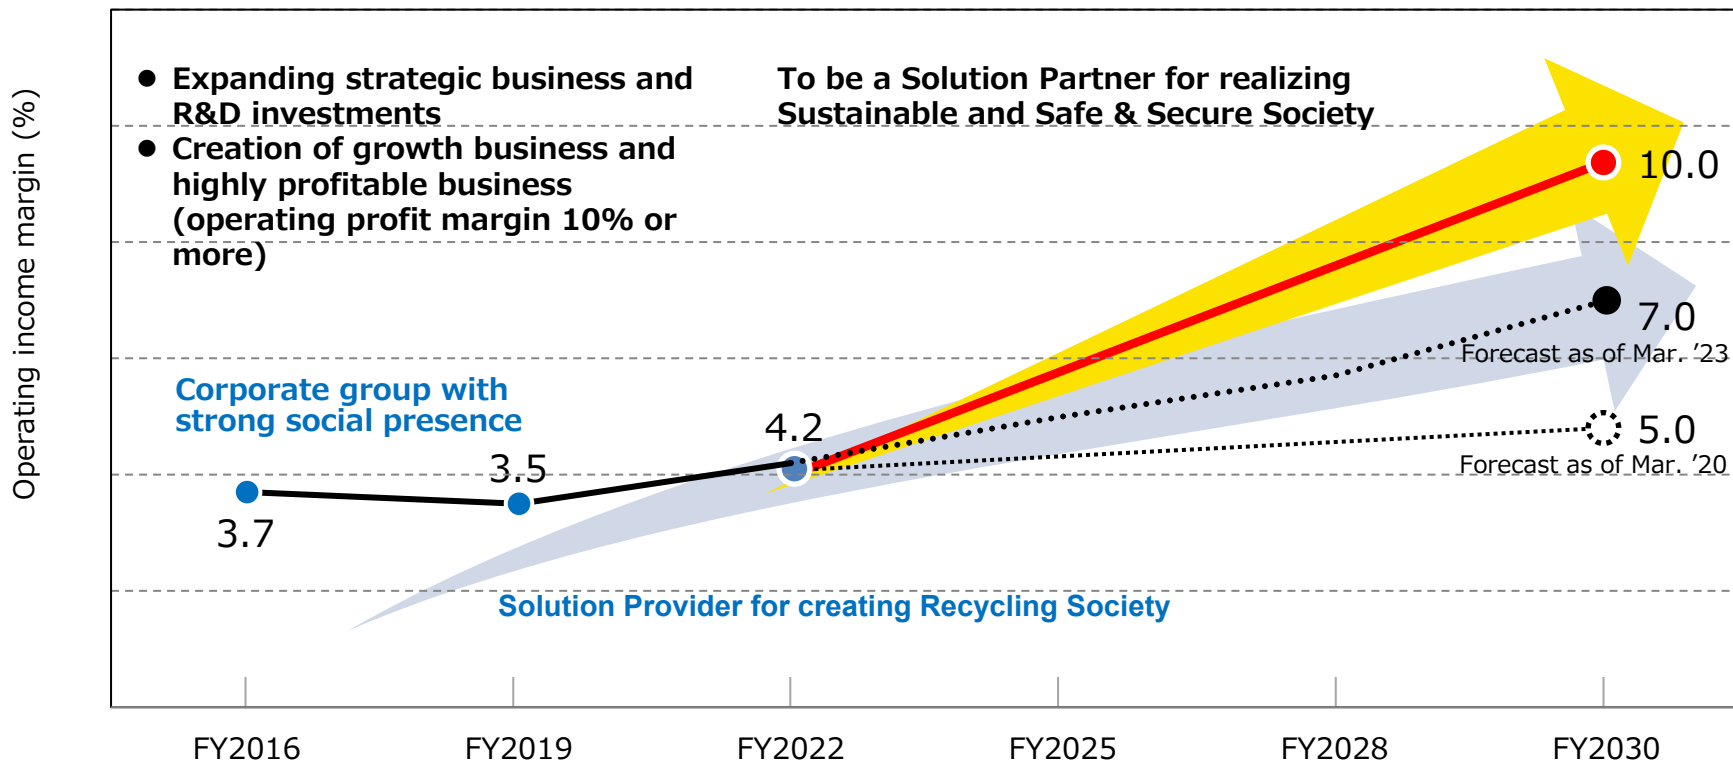 Operating income margin (%)
● Expanding strategic business and
R&D investments
● Creation of growth business and
highly profitable business
(operating profit margin 10% or
more)
To be a Solution Partner for realizing
Sustainable and Safe & Secure Society
10.0
7.0
Forecast as of Mar. ’23
Corporate group with
strong social presence
4.2
5.0
Forecast as of Mar. ’20
3.5
3.7
Solution Provider for creating Recycling Society
FY2016
FY2019
FY2022
FY2025
FY2028
FY2030